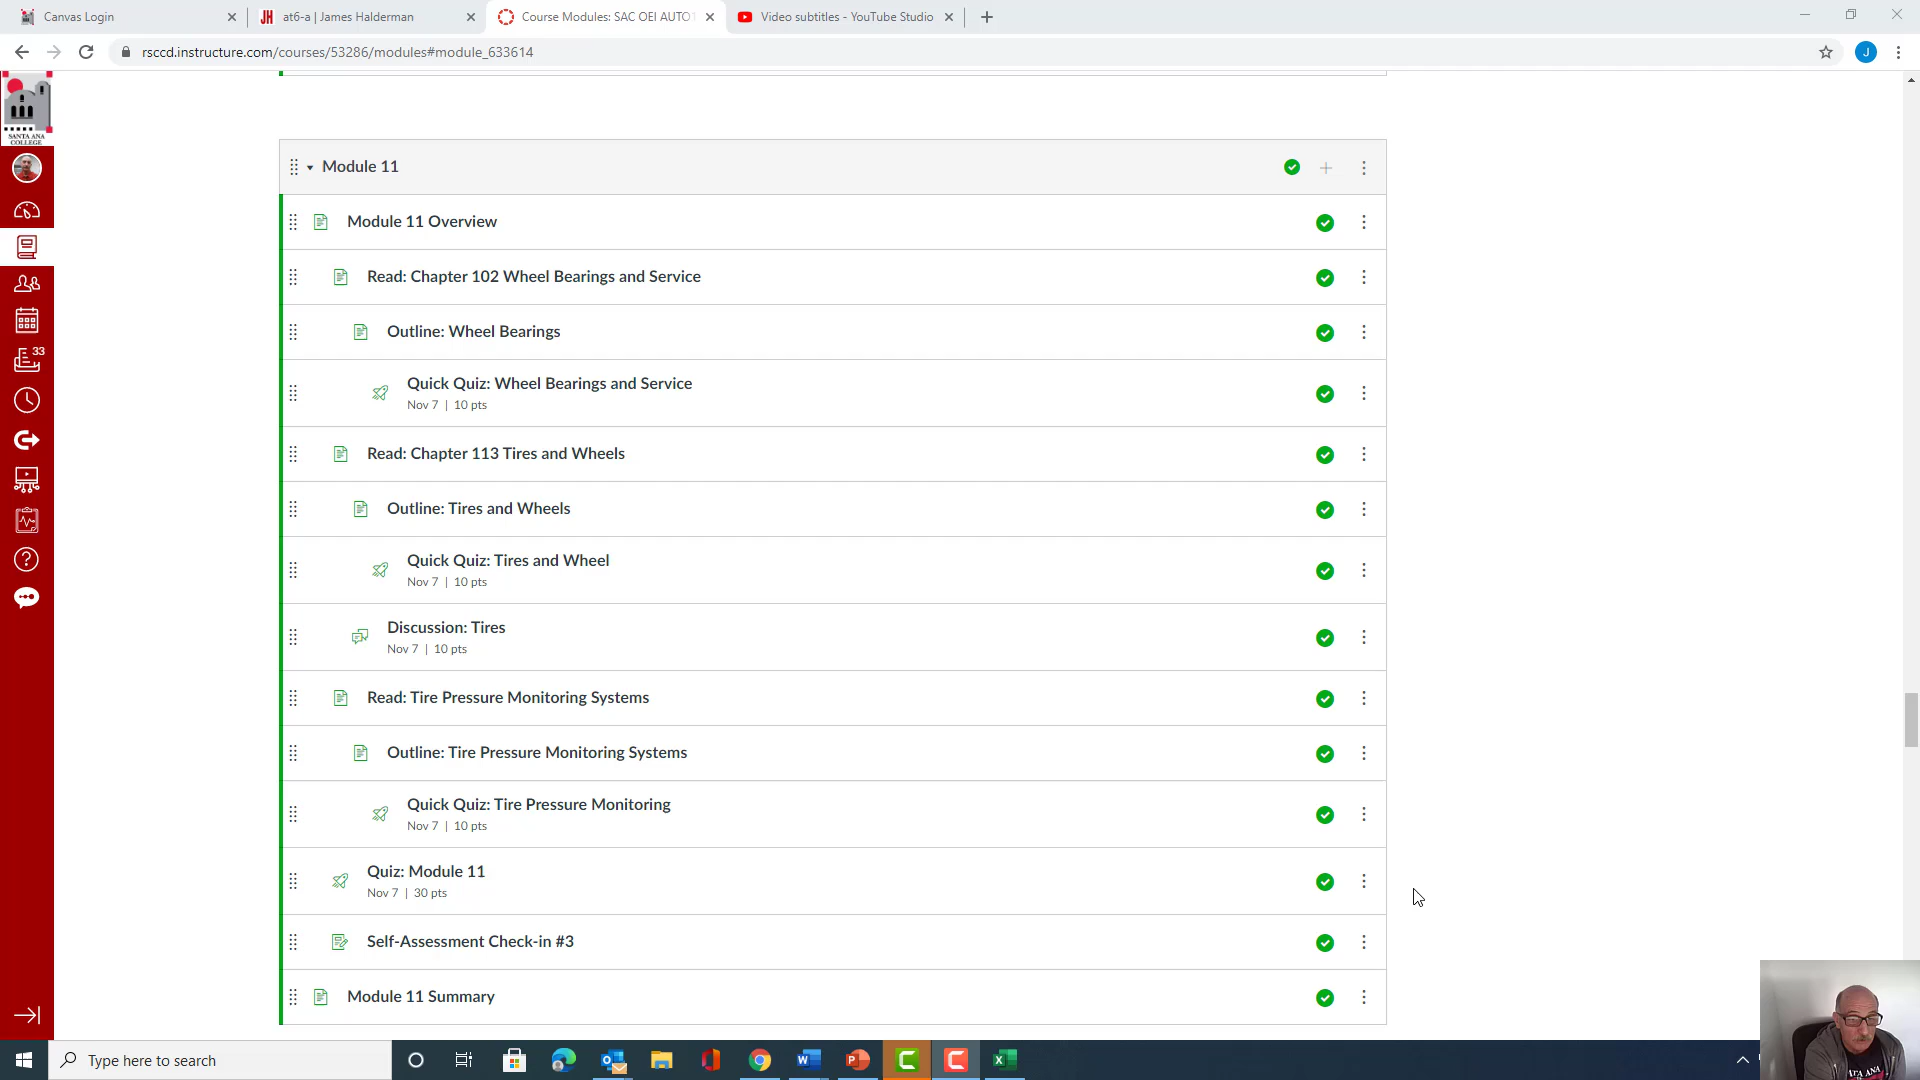 Canvas Login
JH at6-a | James Halderman
Course Modules: SAC OEI AUTO
Video subtitles - YouTube Studio
rsccd.instructure.com/courses/53286/modules#module_633614
J
SANTA ANA
COLLEGE
33
Module 11
Module 11 Overview
Read: Chapter 102 Wheel Bearings and Service
Outline: Wheel Bearings
Quick Quiz: Wheel Bearings and Service
Nov 7 | 10 pts
Read: Chapter 113 Tires and Wheels
Outline: Tires and Wheels
Quick Quiz: Tires and Wheel
Nov 7 | 10 pts
Discussion: Tires
Nov 7 | 10 pts
Read: Tire Pressure Monitoring Systems
Outline: Tire Pressure Monitoring Systems
Quick Quiz: Tire Pressure Monitoring
Nov 7 | 10 pts
Quiz: Module 11
Nov 7 | 30 pts
Self-Assessment Check-in #3
Module 11 Summary
Type here to search